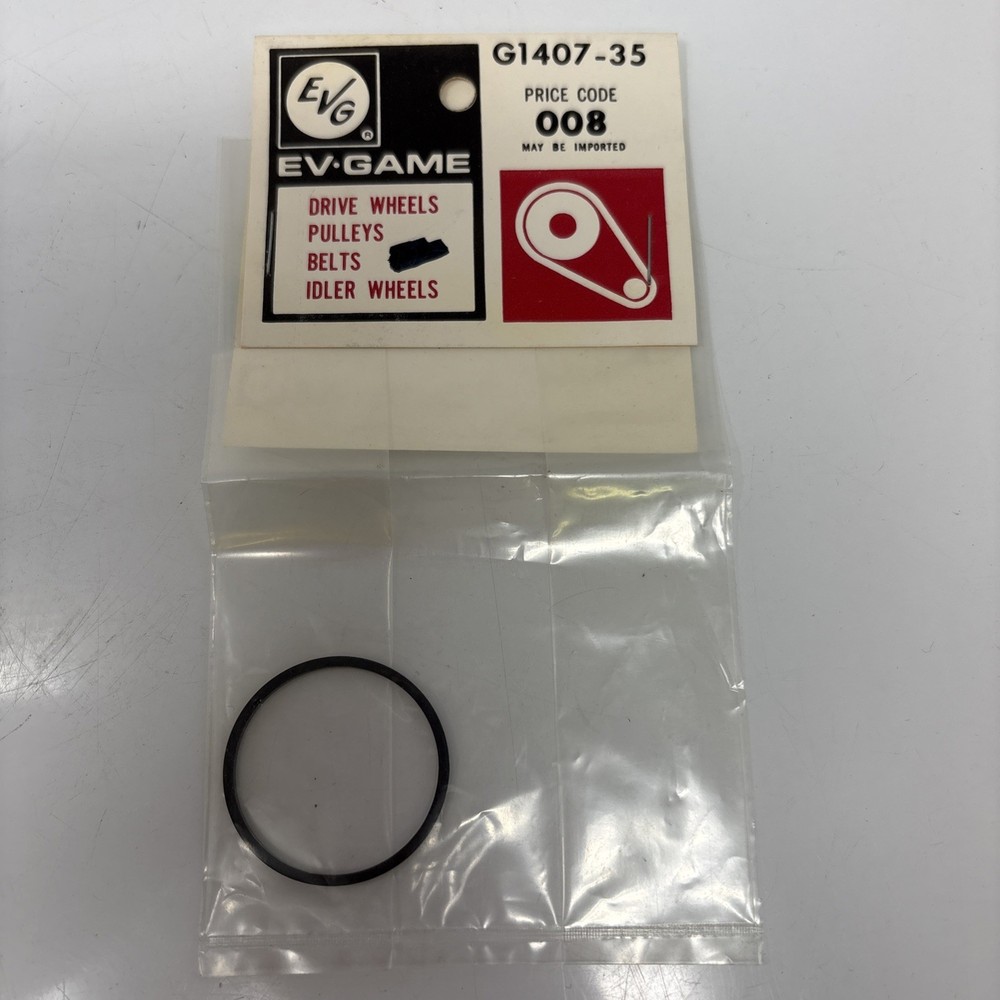 EVG
®
EV·GAME
DRIVE WHEELS
PULLEYS
BELTS
IDLER WHEELS
G1407-35
PRICE CODE
008
MAY BE IMPORTED